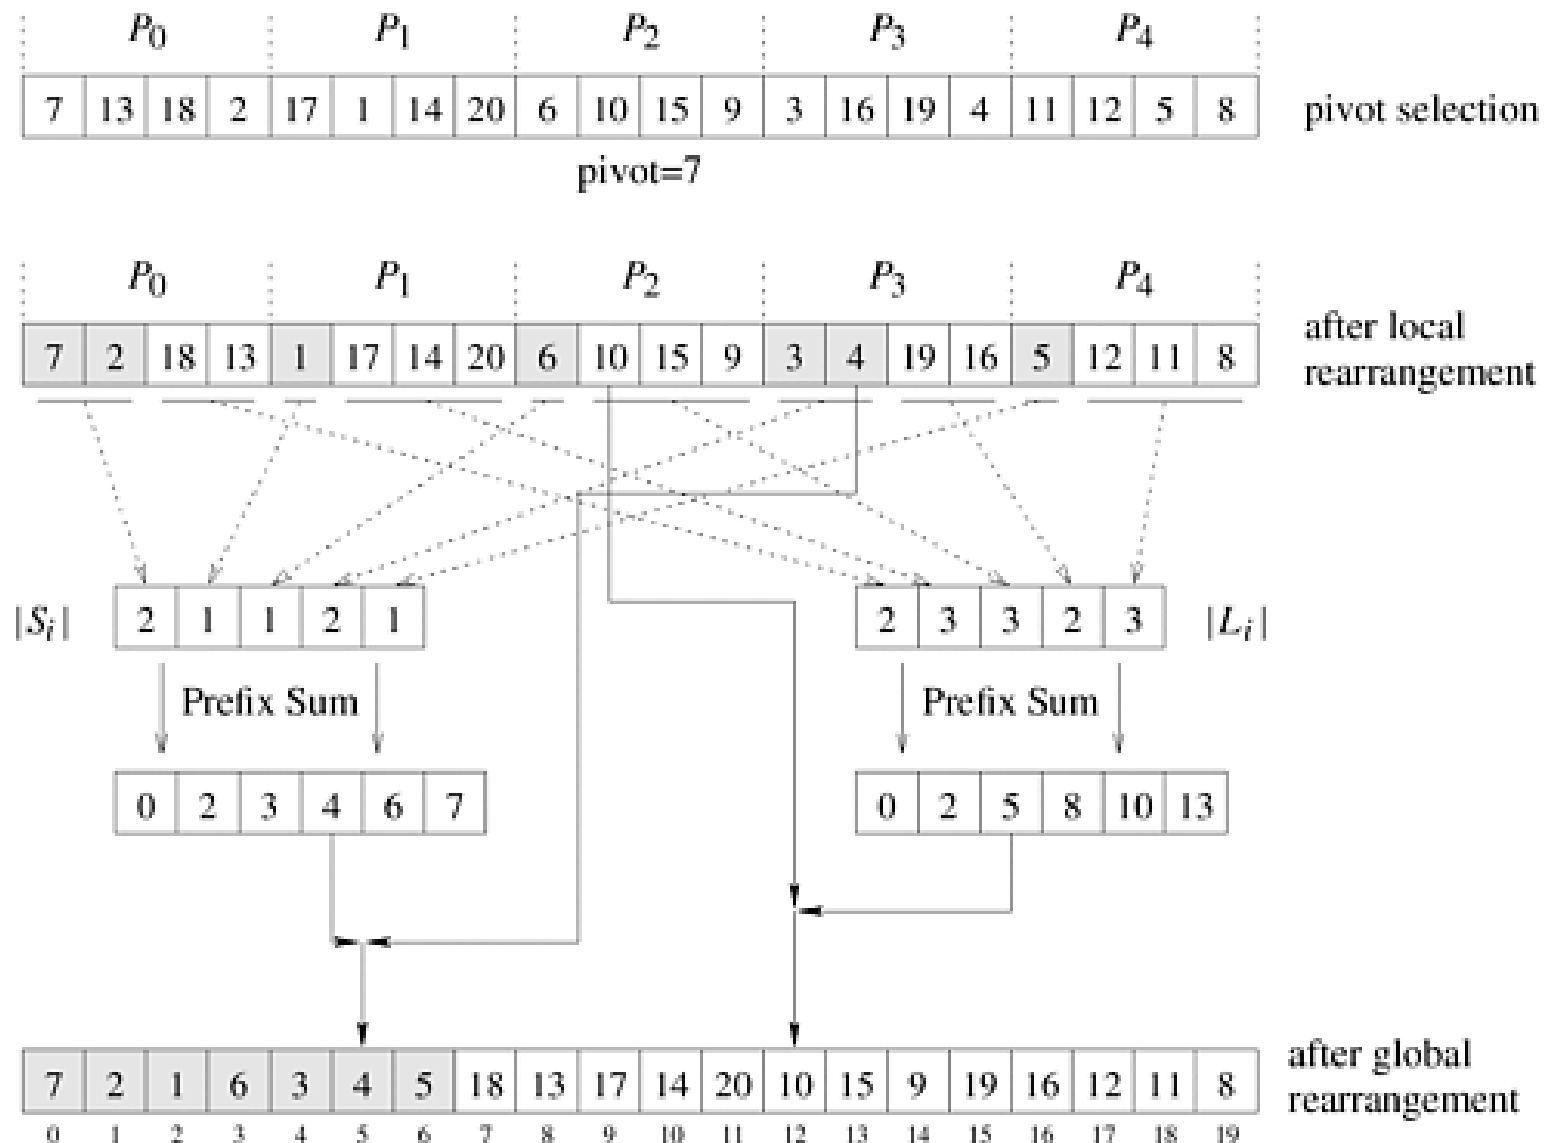 P0 P1 P2 P3 P4
7 13 18 2 17 1 14 20 6 10 15 9 3 16 19 4 11 12 5 8
pivot selection
pivot=7
P0 P1 P2 P3 P4
7 2 18 13 1 17 14 20 6 10 15 9 3 4 19 16 5 12 11 8
after local
rearrangement
|Si| 2 1 1 2 1
2 3 3 2 3 |Li|
Prefix Sum
Prefix Sum
0 2 3 4 6 7
0 2 5 8 10 13
7 2 1 6 3 4 5 18 13 17 14 20 10 15 9 19 16 12 11 8
after global
rearrangement
0 1 2 3 4 5 6 7 8 9 10 11 12 13 14 15 16 17 18 19